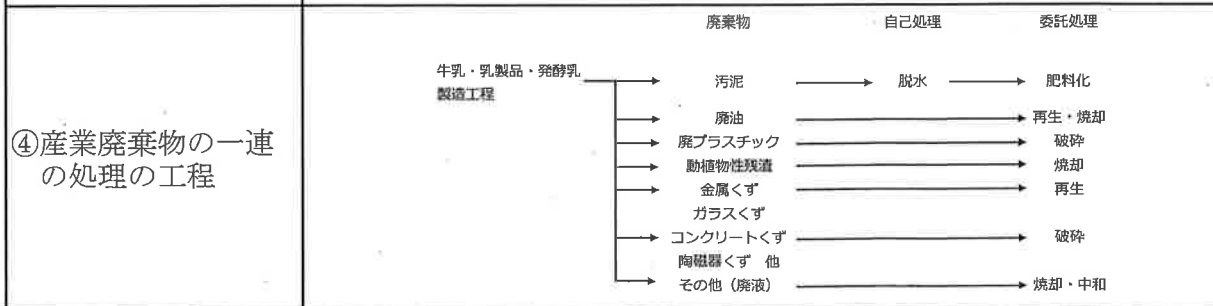 廃棄物 自己処理 委託処理
牛乳・乳製品・発酵乳
製造工程
汚泥 脱水 肥料化
廃油 再生・焼却
④産業廃棄物の一連
の処理の工程
廃プラスチック 破砕
動植物性残渣 焼却
金属くず 再生
ガラスくず
コンクリートくず 破砕
陶磁器くず 他
その他（廃液） 焼却・中和